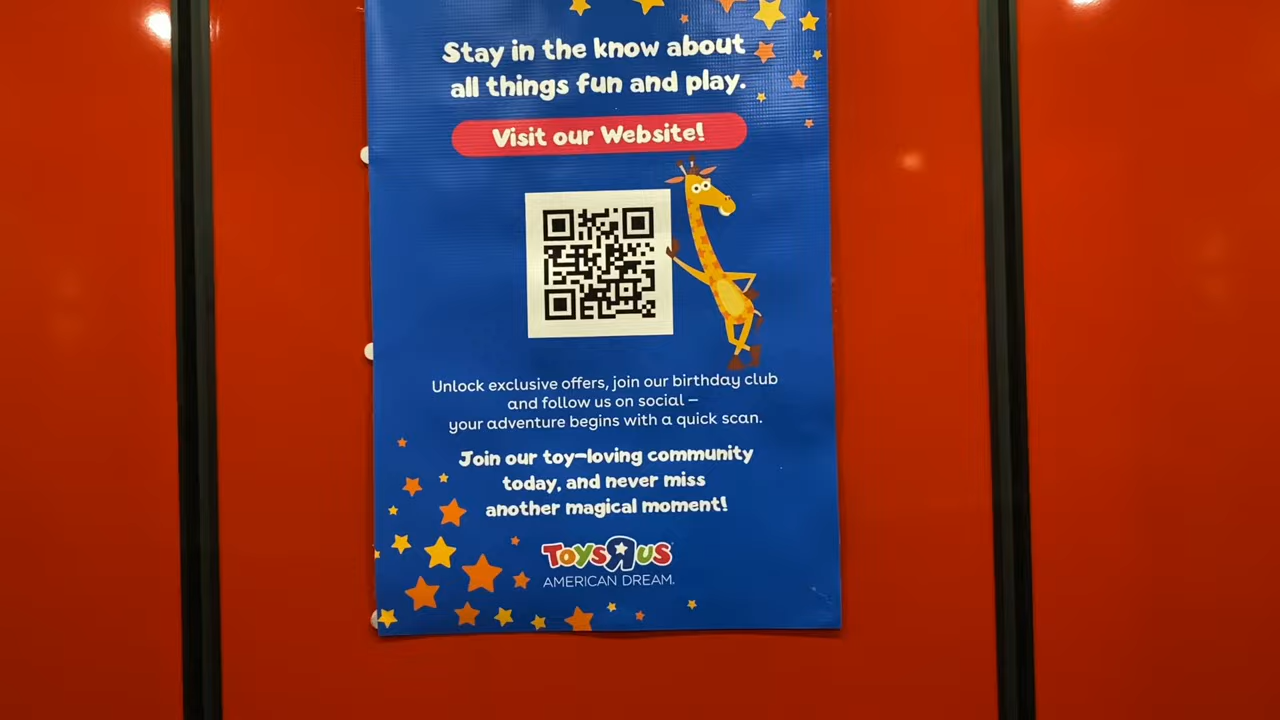 Stay in the know about
all things fun and play.
Visit our Website!
Unlock exclusive offers, join our birthday club
and follow us on social –
your adventure begins with a quick scan.
Join our toy-loving community
today, and never miss
another magical moment!
ToysRus
AMERICAN DREAM.